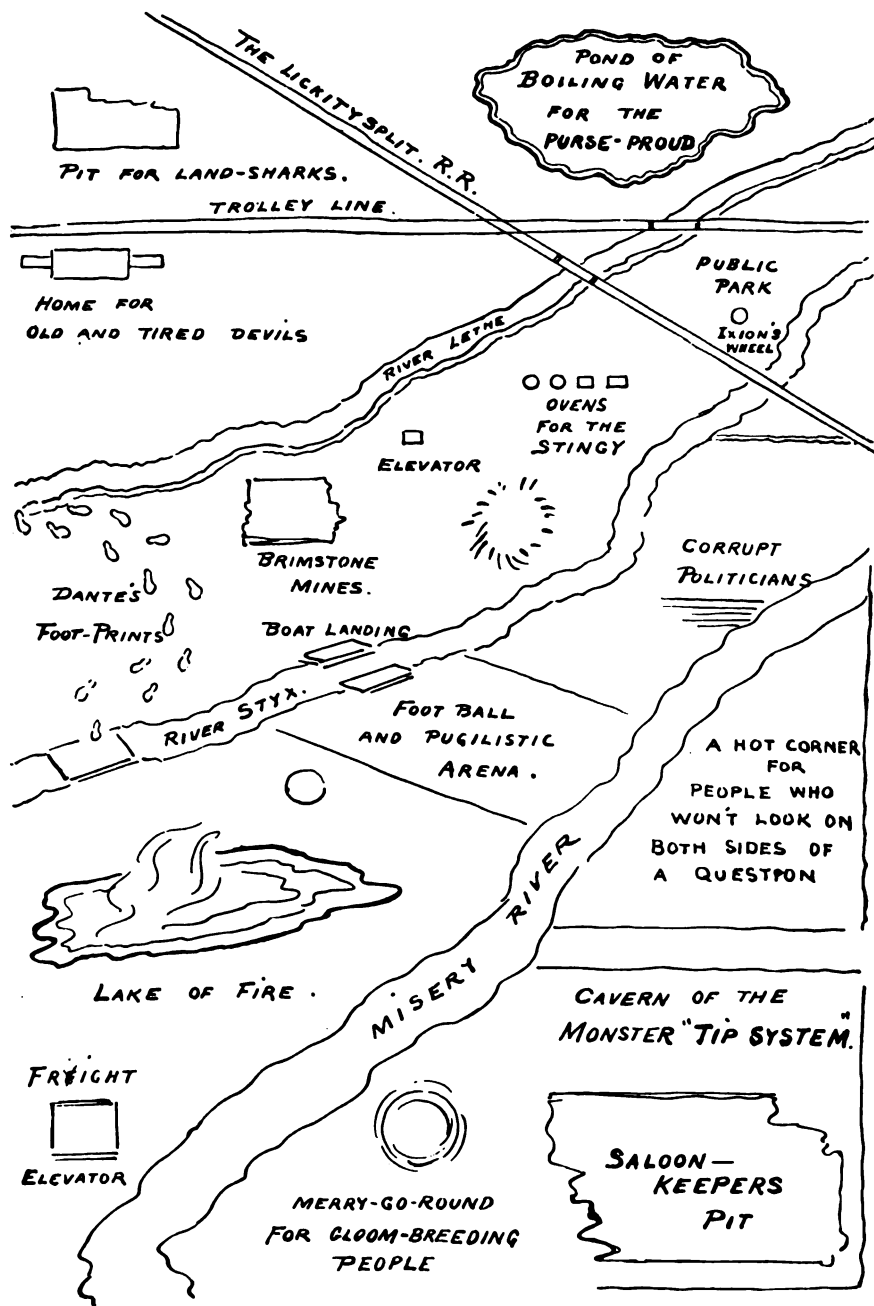 THE LICKITYSPLIT. R.R.
POND OF
BOILING WATER
FOR THE
PURSE-PROUD
PIT FOR LAND-SHARKS.
TROLLEY LINE.
HOME FOR
OLD AND TIRED DEVILS
PUBLIC
PARK
IXION'S
WHEEL
RIVER LETHE
OVENS
FOR THE
STINGY
ELEVATOR
BRIMSTONE
MINES.
CORRUPT
POLITICIANS
DANTE'S
FOOT-PRINTS
BOAT LANDING
RIVER STYX.
FOOT BALL
AND PUGILISTIC
ARENA.
A HOT CORNER
FOR
PEOPLE WHO
WON'T LOOK ON
BOTH SIDES OF
A QUESTION
LAKE OF FIRE.
MISERY RIVER
CAVERN OF THE
MONSTER "TIP SYSTEM".
FREIGHT
ELEVATOR
SALOON—
KEEPERS
PIT
MERRY-GO-ROUND
FOR GLOOM-BREEDING
PEOPLE